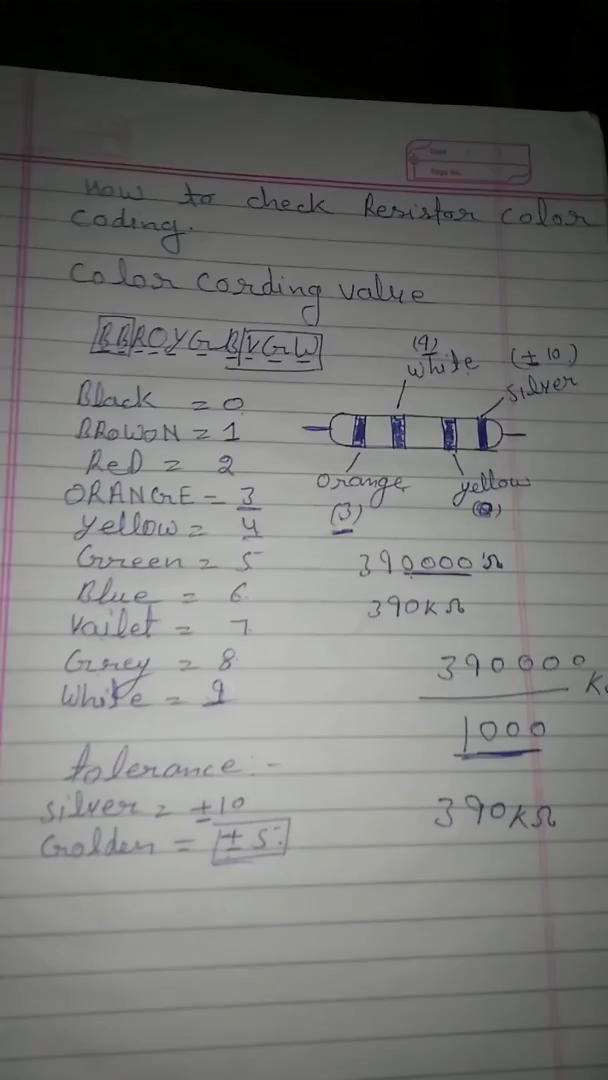 How to check Resistor color
coding.
Color cording value
BBROYGBVGW
Black = 0
BROWON = 1
ReD = 2
ORANGE = 3
yellow = 4
Green = 5
Blue = 6
Vailet = 7
Grey = 8
White = 9
tolerance :-
Silver = ±10
Golden = ±5
(9)
white
(±10)
silver
orange
(3)
yellow
390000Ω
390KΩ
390000
1000
390KΩ